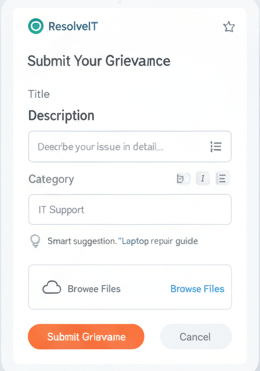 ResolveIT
Submit Your Grievance
Title
Description
Deecr̵be your issue in detail...
Category
IT Support
Smart suggestion. "Laptop repair guide
Browee Files
Browse Files
Submit Grievame
Cancel